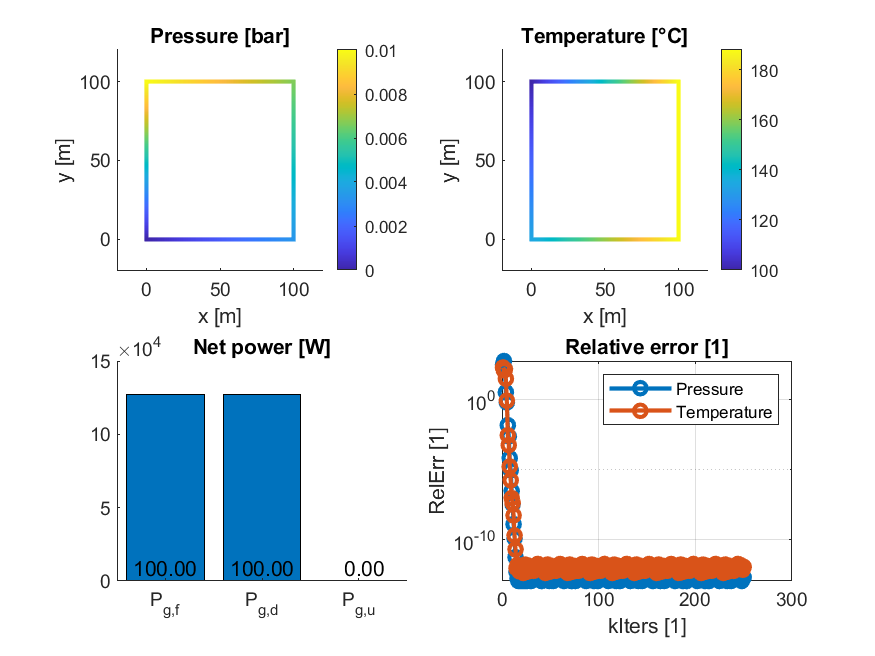 Pressure [bar]
100
50
0
y [m]
0
50
100
x [m]
0.01
0.008
0.006
0.004
0.002
0
Temperature [°C]
100
50
0
y [m]
0
50
100
x [m]
180
160
140
120
100
Net power [W]
×10⁴
15
10
5
0
100.00
100.00
0.00
P_g,f
P_g,d
P_g,u
Relative error [1]
Pressure
Temperature
10⁰
10⁻¹⁰
RelErr [1]
0
100
200
300
kIters [1]